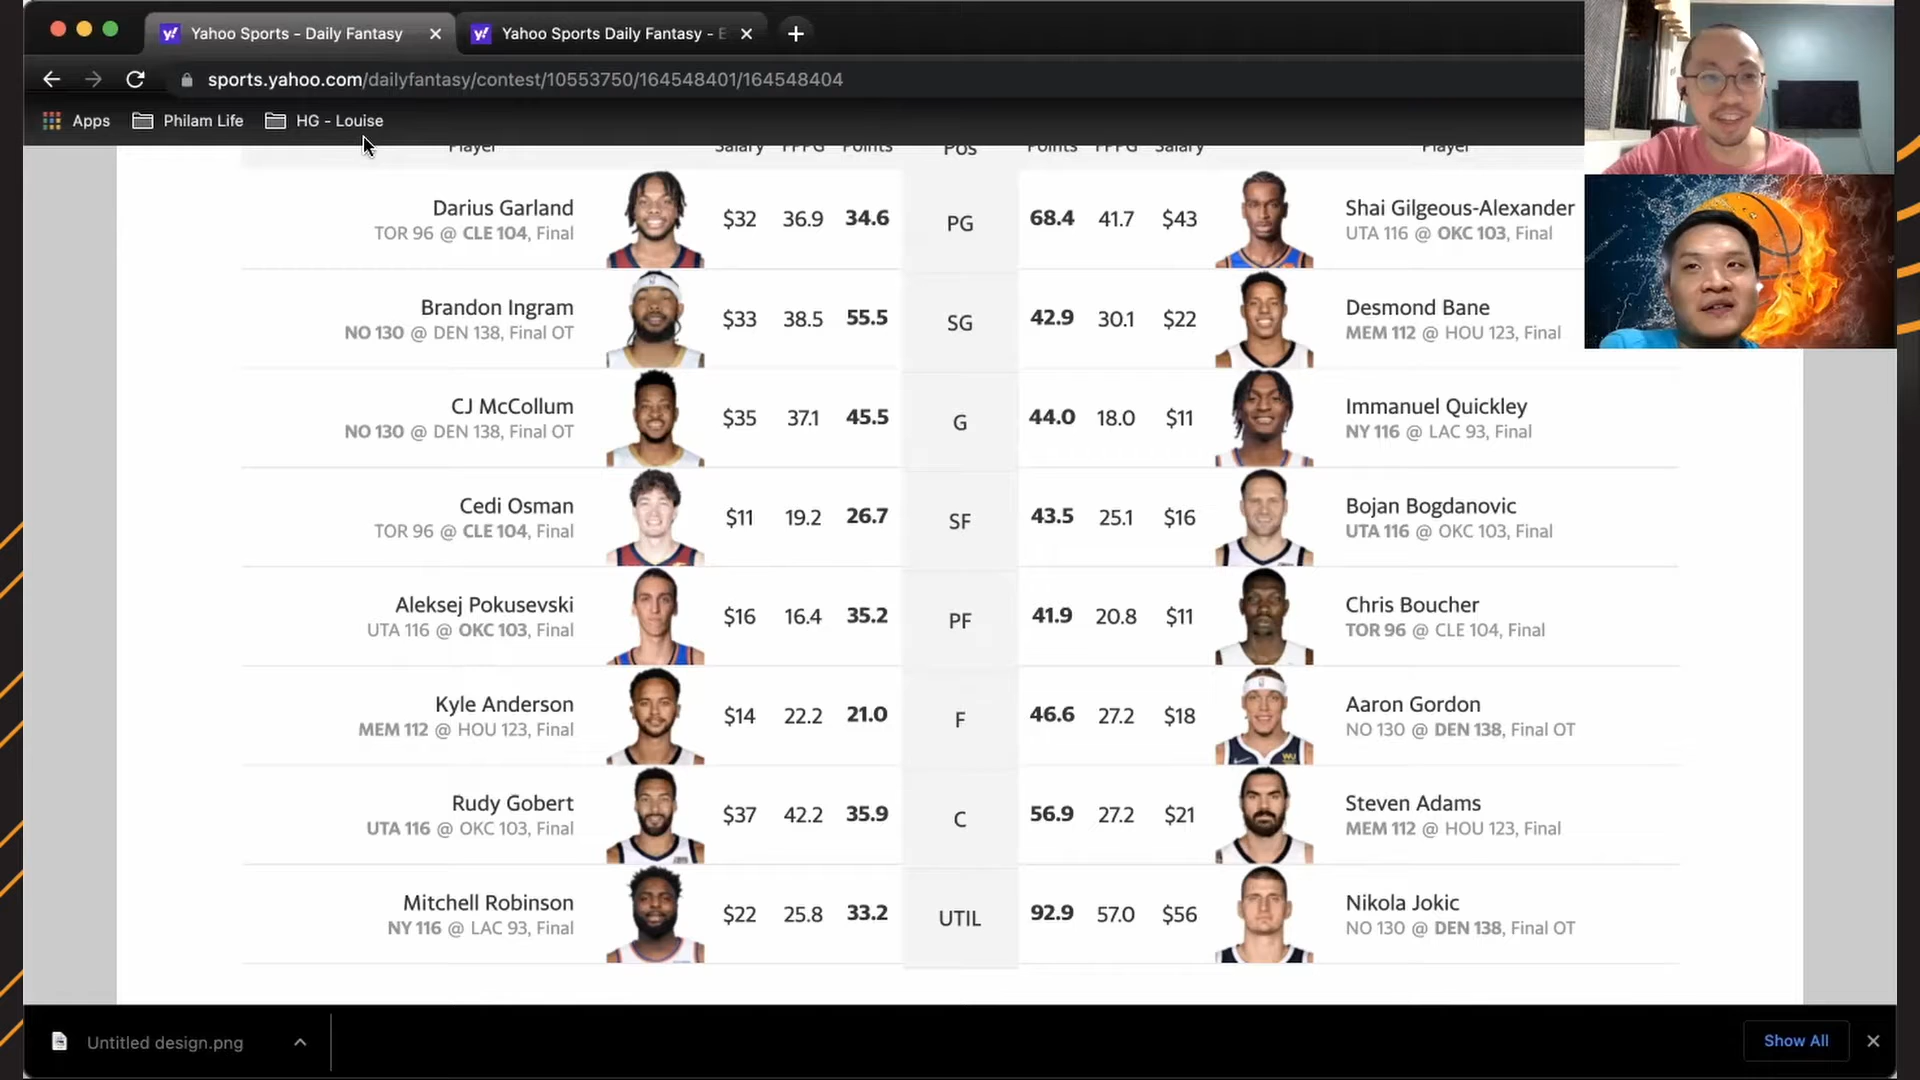 Yahoo Sports - Daily Fantasy
Yahoo Sports Daily Fantasy - E
sports.yahoo.com/dailyfantasy/contest/10553750/164548401/164548404
Apps
Philam Life
HG - Louise
Player Salary FPPG Points Pos Points FPPG Salary Player
Darius Garland $32 36.9 34.6 PG 68.4 41.7 $43 Shai Gilgeous-Alexander
TOR 96 @ CLE 104, Final UTA 116 @ OKC 103, Final
Brandon Ingram $33 38.5 55.5 SG 42.9 30.1 $22 Desmond Bane
NO 130 @ DEN 138, Final OT MEM 112 @ HOU 123, Final
CJ McCollum $35 37.1 45.5 G 44.0 18.0 $11 Immanuel Quickley
NO 130 @ DEN 138, Final OT NY 116 @ LAC 93, Final
Cedi Osman $11 19.2 26.7 SF 43.5 25.1 $16 Bojan Bogdanovic
TOR 96 @ CLE 104, Final UTA 116 @ OKC 103, Final
Aleksej Pokusevski $16 16.4 35.2 PF 41.9 20.8 $11 Chris Boucher
UTA 116 @ OKC 103, Final TOR 96 @ CLE 104, Final
Kyle Anderson $14 22.2 21.0 F 46.6 27.2 $18 Aaron Gordon
MEM 112 @ HOU 123, Final NO 130 @ DEN 138, Final OT
Rudy Gobert $37 42.2 35.9 C 56.9 27.2 $21 Steven Adams
UTA 116 @ OKC 103, Final MEM 112 @ HOU 123, Final
Mitchell Robinson $22 25.8 33.2 UTIL 92.9 57.0 $56 Nikola Jokic
NY 116 @ LAC 93, Final NO 130 @ DEN 138, Final OT
Untitled design.png
Show All